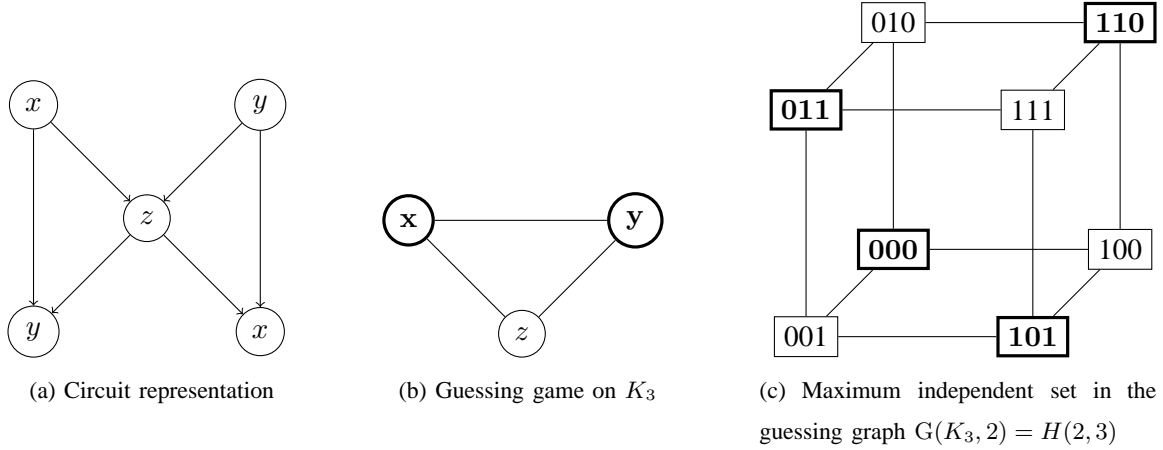 x
y
z
y
x
(a) Circuit representation
x
y
z
(b) Guessing game on K₃
010
110
011
111
000
100
001
101
(c) Maximum independent set in the
guessing graph G(K₃, 2) = H(2, 3)